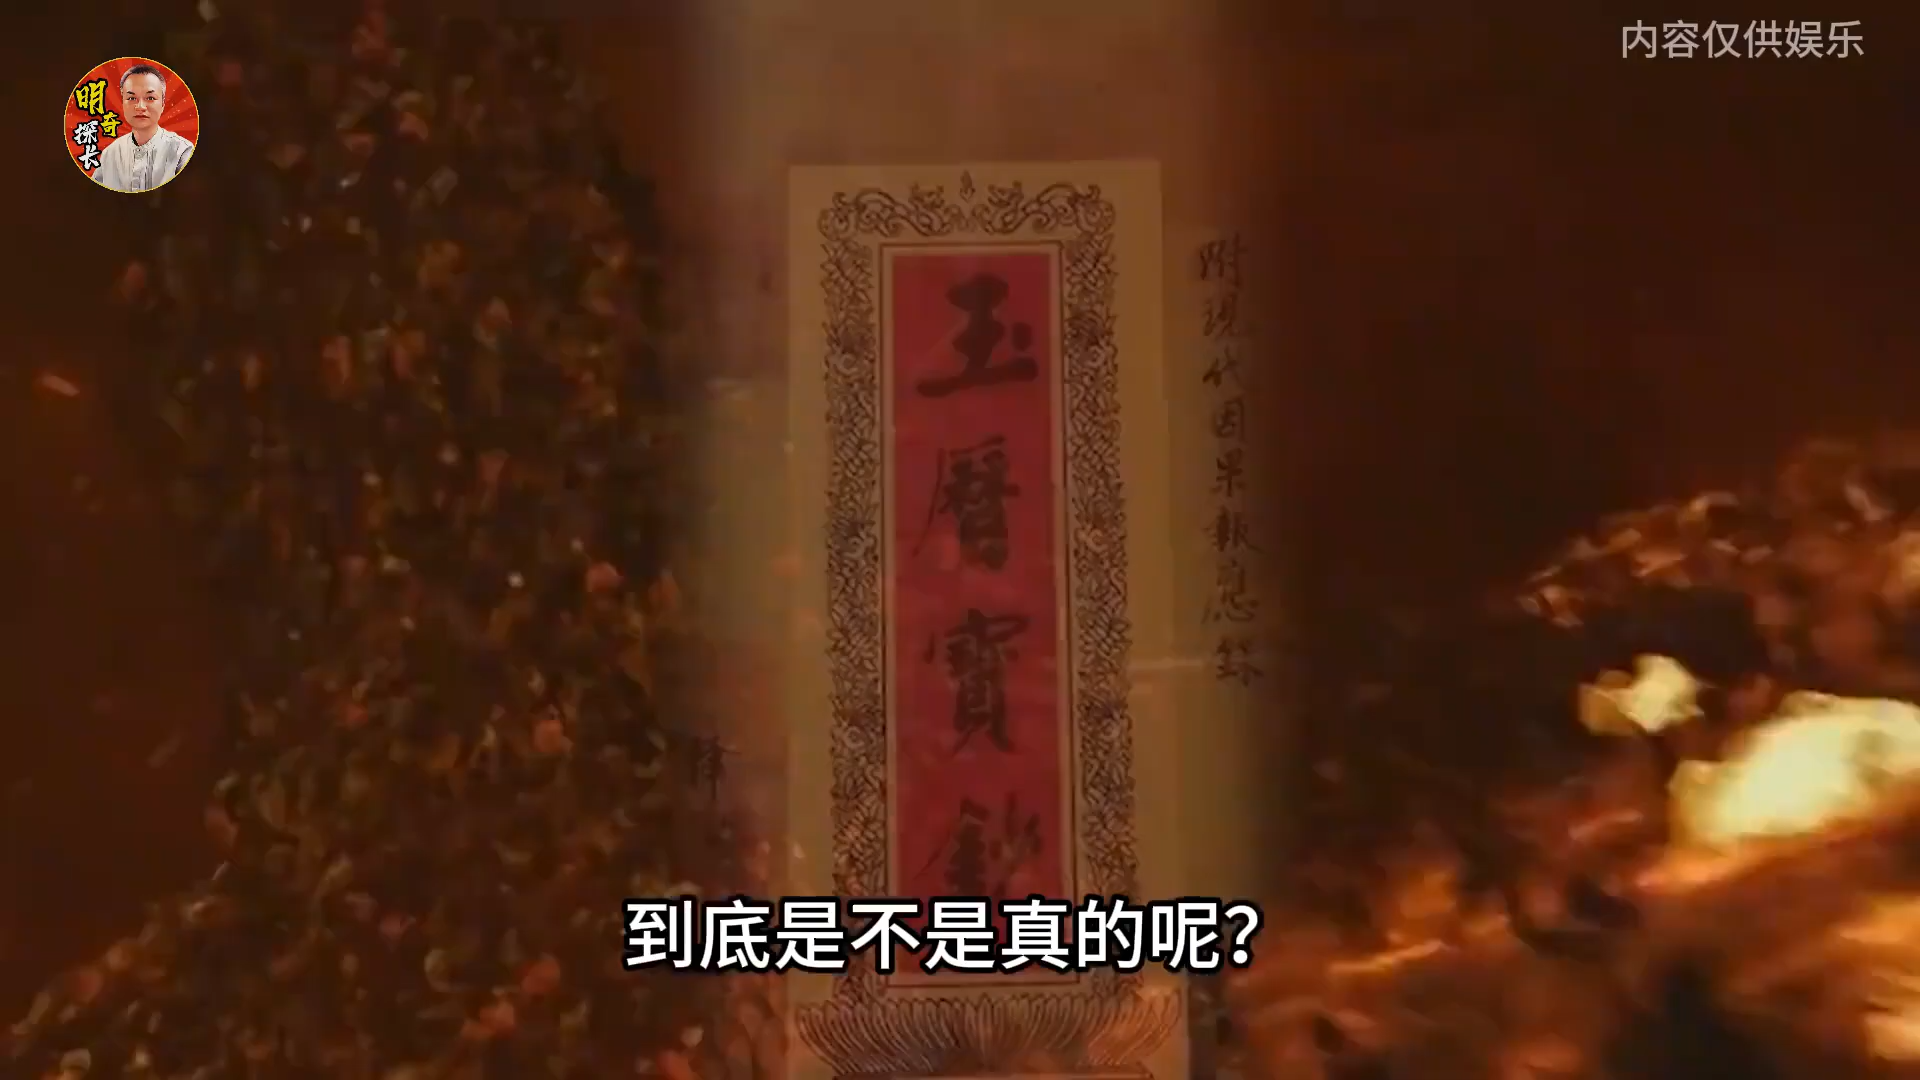 内容仅供娱乐
明奇
探长
附現代因果報應錄
玉曆寶鈔
到底是不是真的呢？